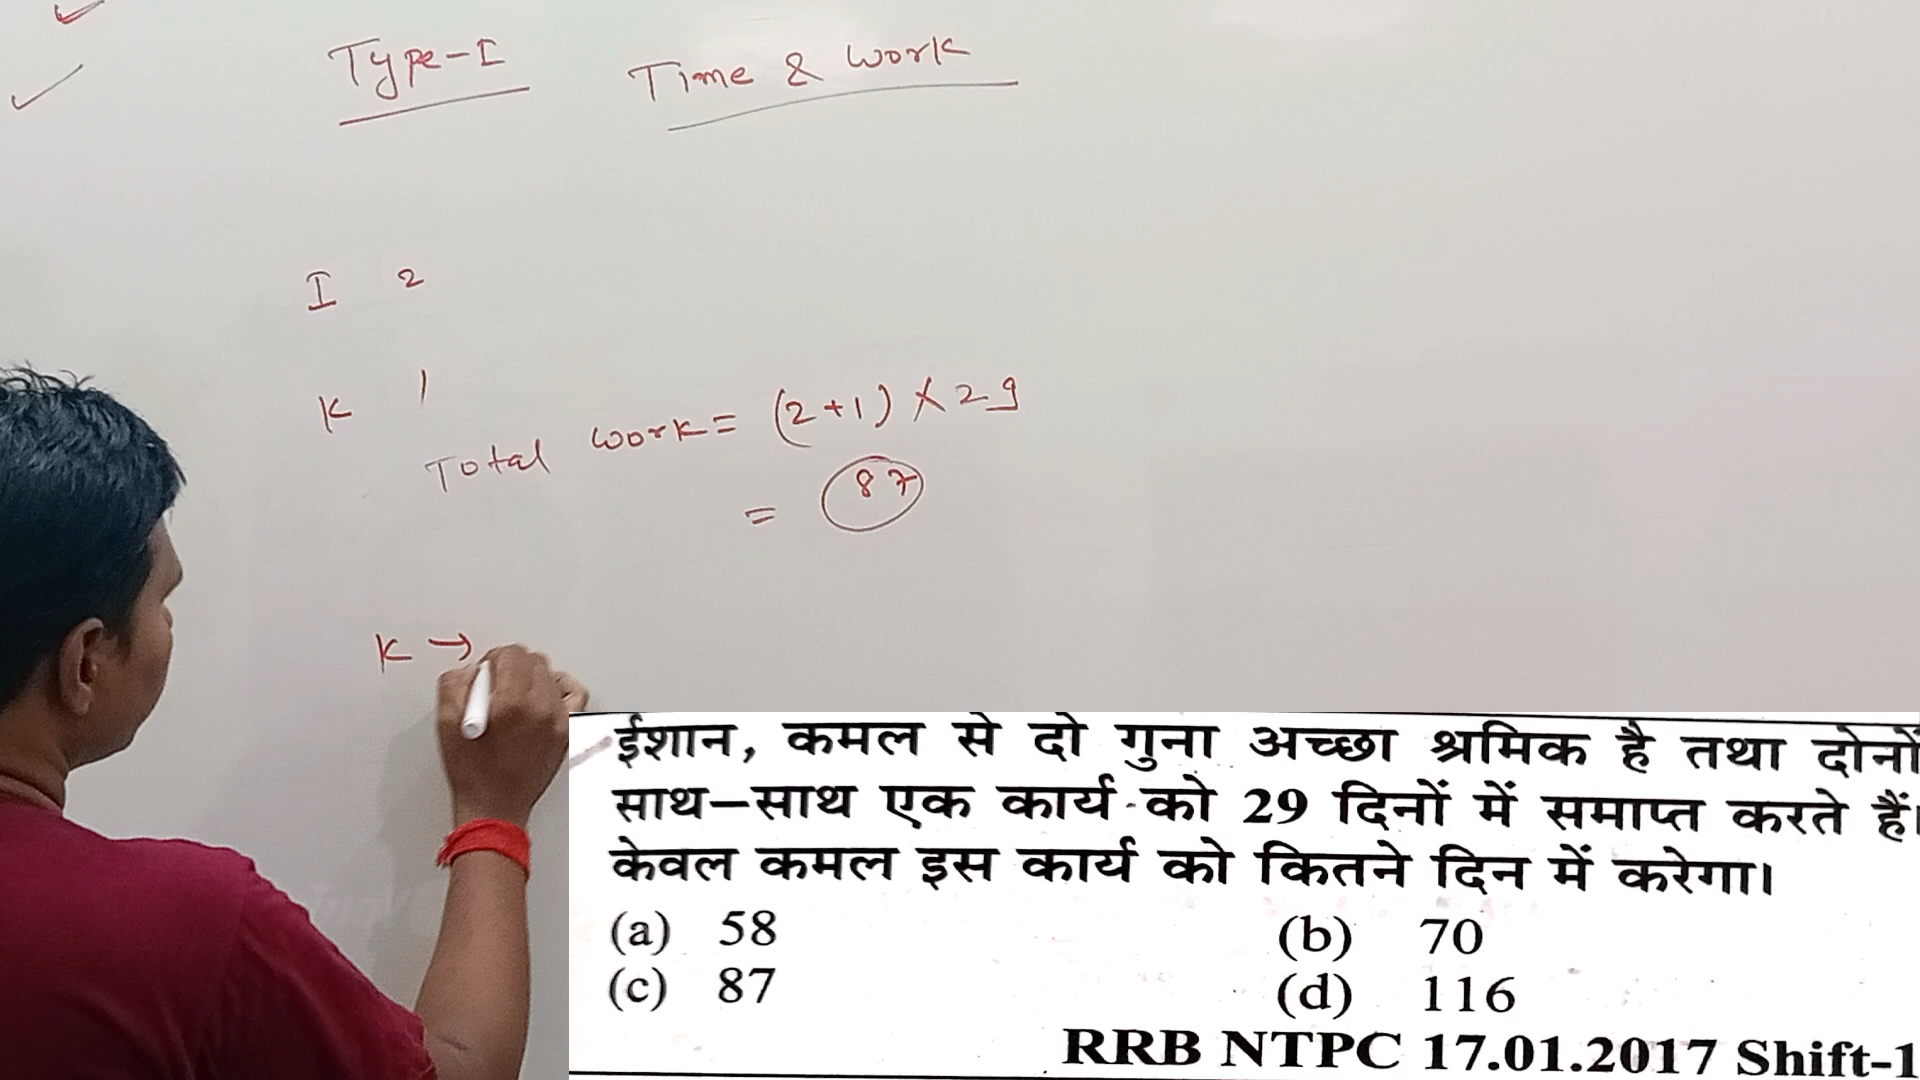 Type-I Time & Work
I 2
K 1
Total Work = (2+1) × 29
= 87
K →
ईशान, कमल से दो गुना अच्छा श्रमिक है तथा दोनों
साथ–साथ एक कार्य को 29 दिनों में समाप्त करते हैं।
केवल कमल इस कार्य को कितने दिन में करेगा।
(a) 58 (b) 70
(c) 87 (d) 116
RRB NTPC 17.01.2017 Shift-1